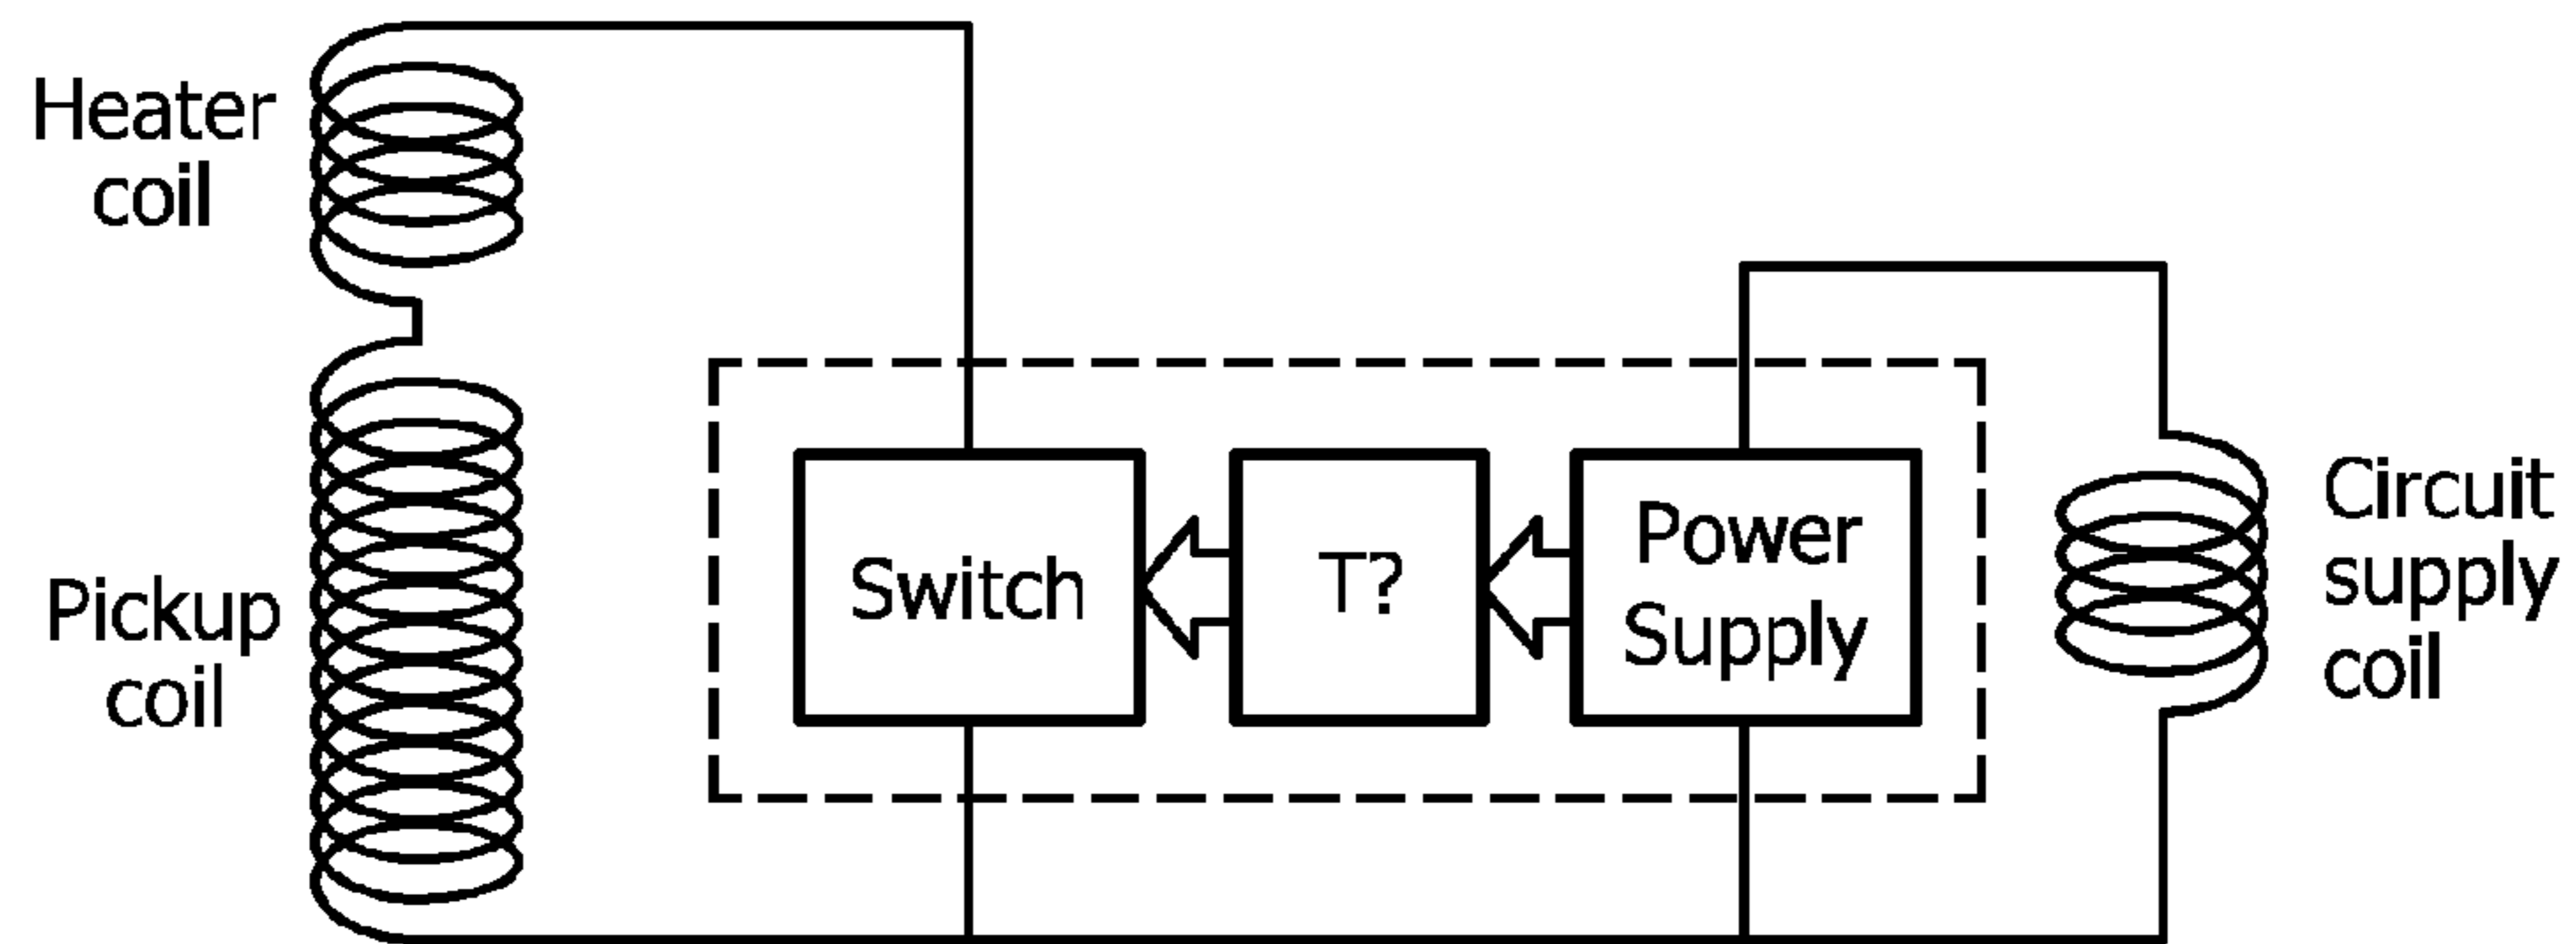 Heater
coil
Pickup
coil
Switch
T?
Power
Supply
Circuit
supply
coil